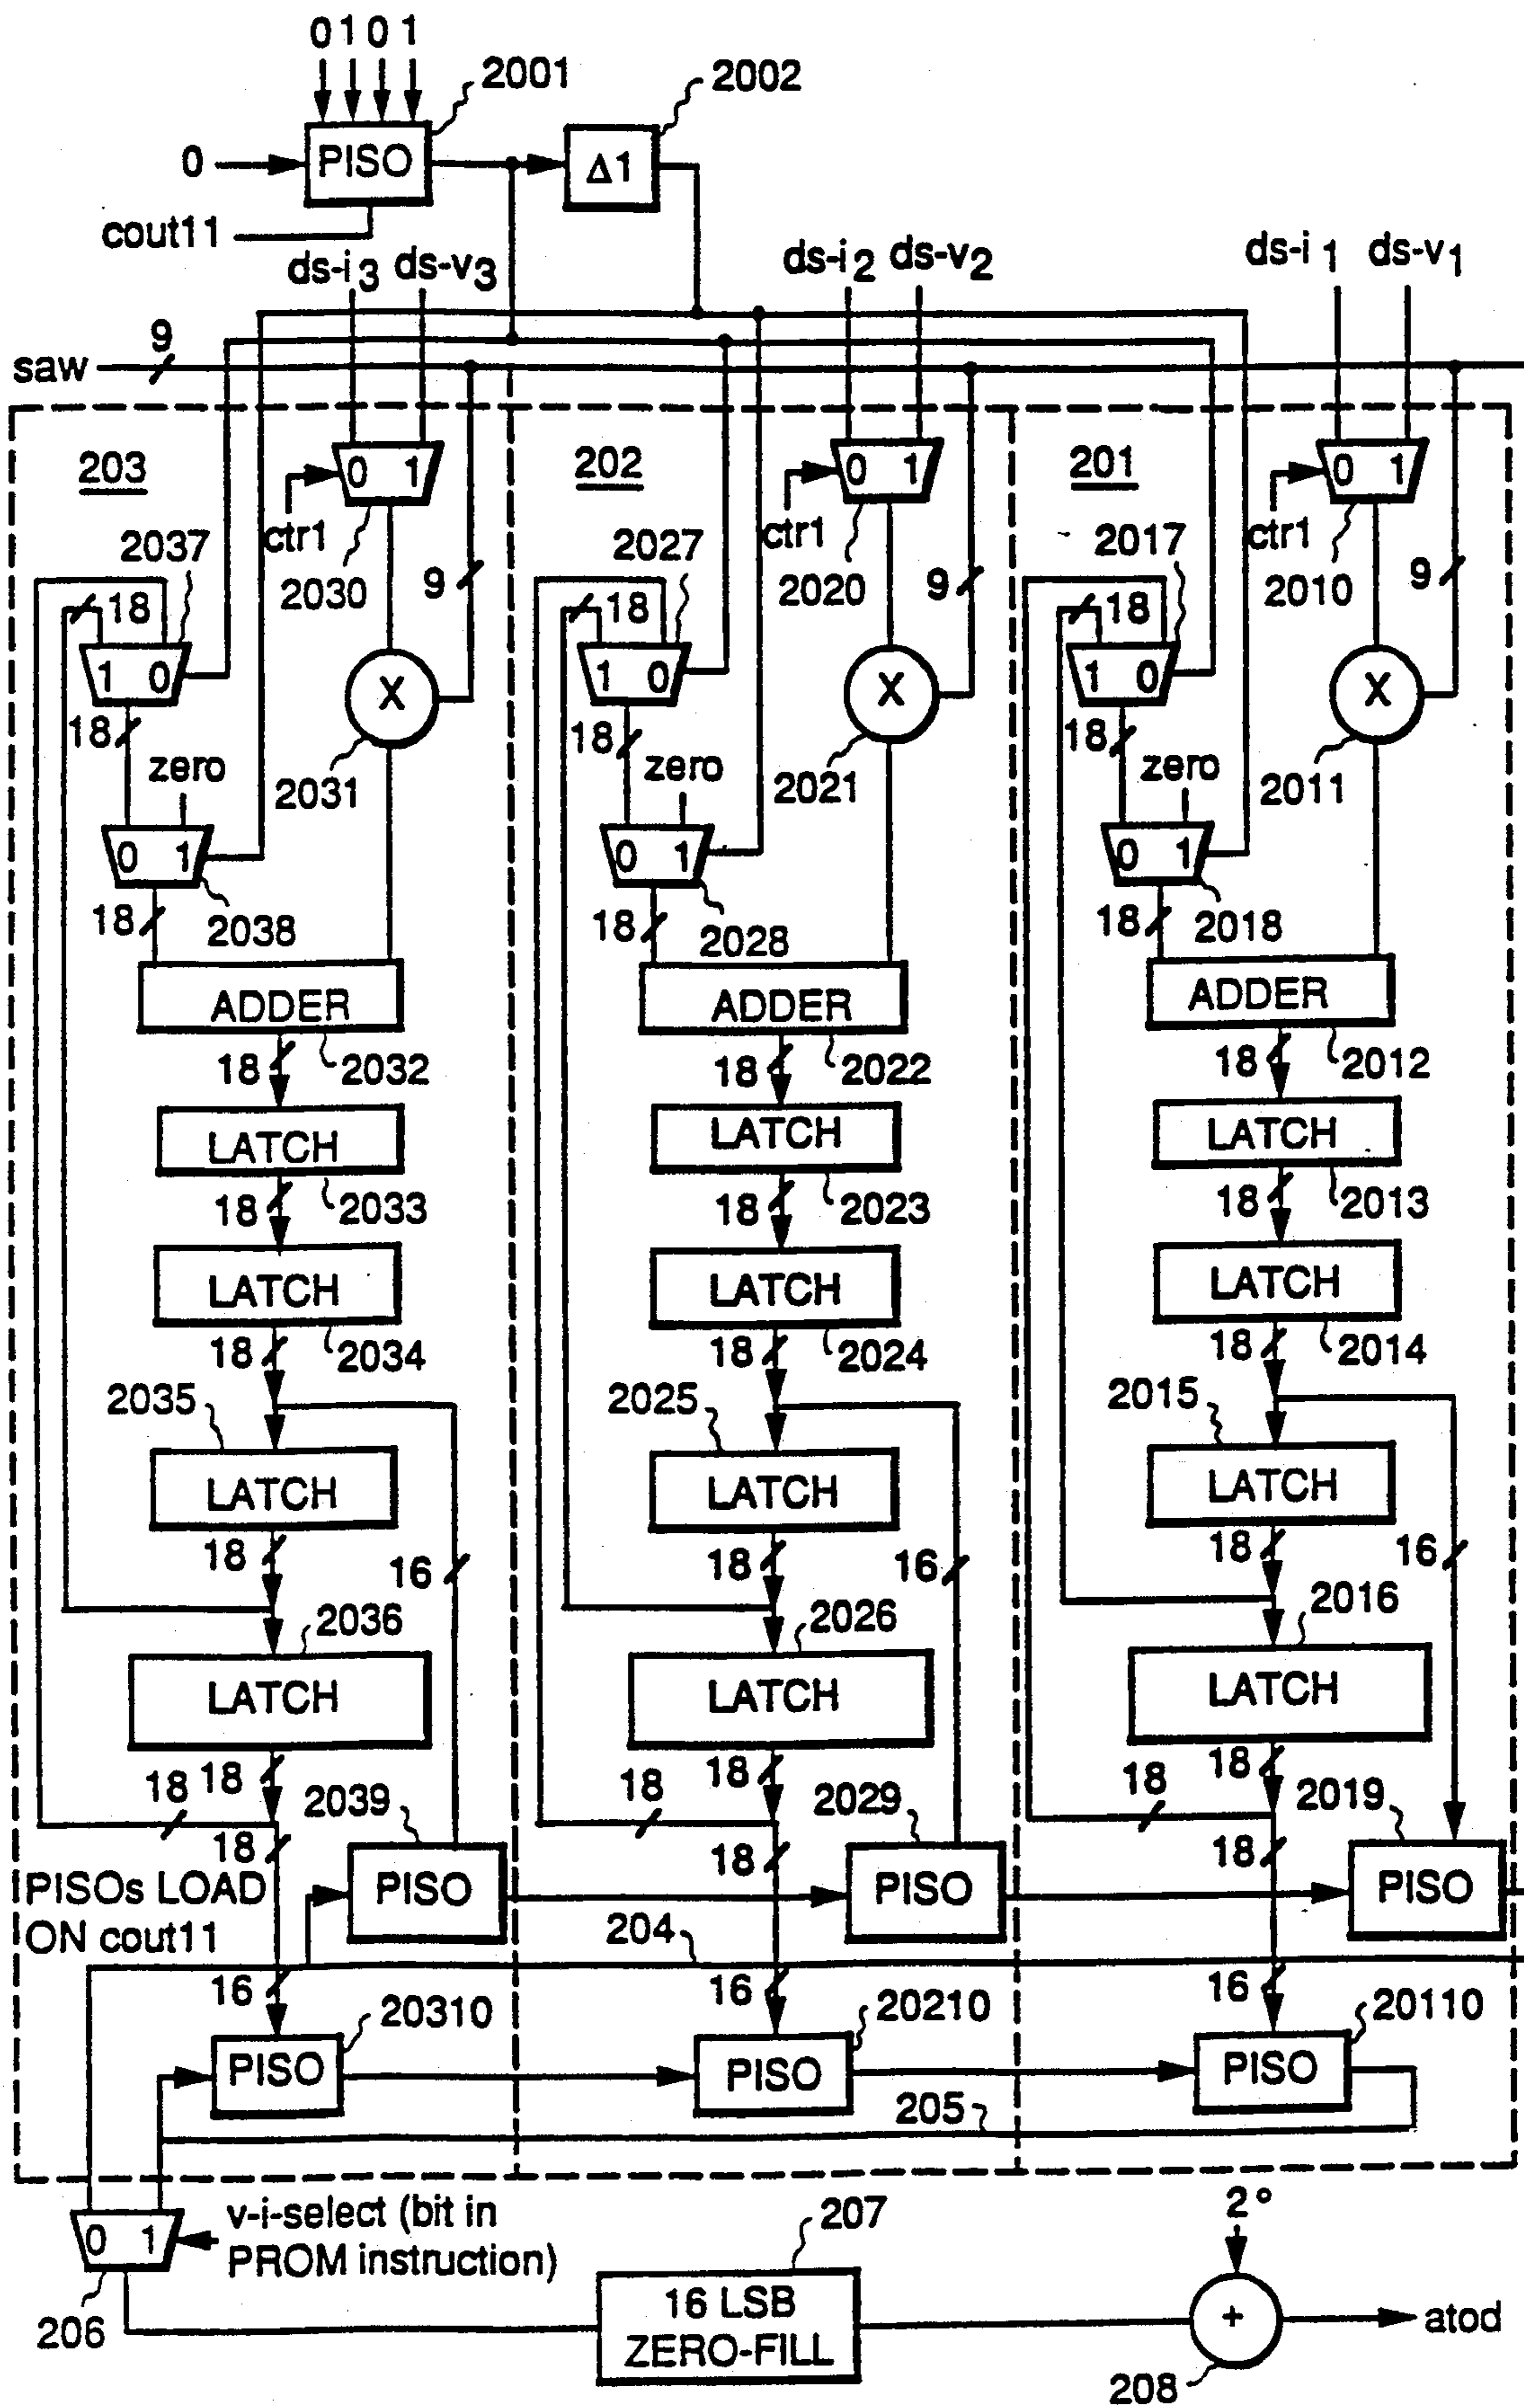 0 1 0 1
2001
2002
0
PISO
Δ1
cout11
ds-i3
ds-v3
ds-i2
ds-v2
ds-i1
ds-v1
saw
9
203
0 1
ctr1
2030
9
2037
18
1 0
18
X
2031
zero
0 1
18
2038
ADDER
18
2032
LATCH
18
2033
LATCH
18
2034
2035
LATCH
18
16
2036
LATCH
18
18
18
2039
PISO
PISOs LOAD
ON cout11
16
20310
PISO
202
0 1
ctr1
2020
9
2027
18
1 0
18
X
2021
zero
0 1
18
2028
ADDER
18
2022
LATCH
18
2023
LATCH
18
2024
2025
LATCH
18
16
2026
LATCH
18
18
18
2029
PISO
204
16
20210
PISO
201
0 1
ctr1
2010
9
2017
18
1 0
18
X
2011
zero
0 1
18
2018
ADDER
18
2012
LATCH
18
2013
LATCH
18
2014
2015
LATCH
18
16
2016
LATCH
18
18
18
2019
PISO
16
20110
PISO
205
0 1
v-i-select (bit in
PROM instruction)
206
207
16 LSB
ZERO-FILL
2°
+
208
atod